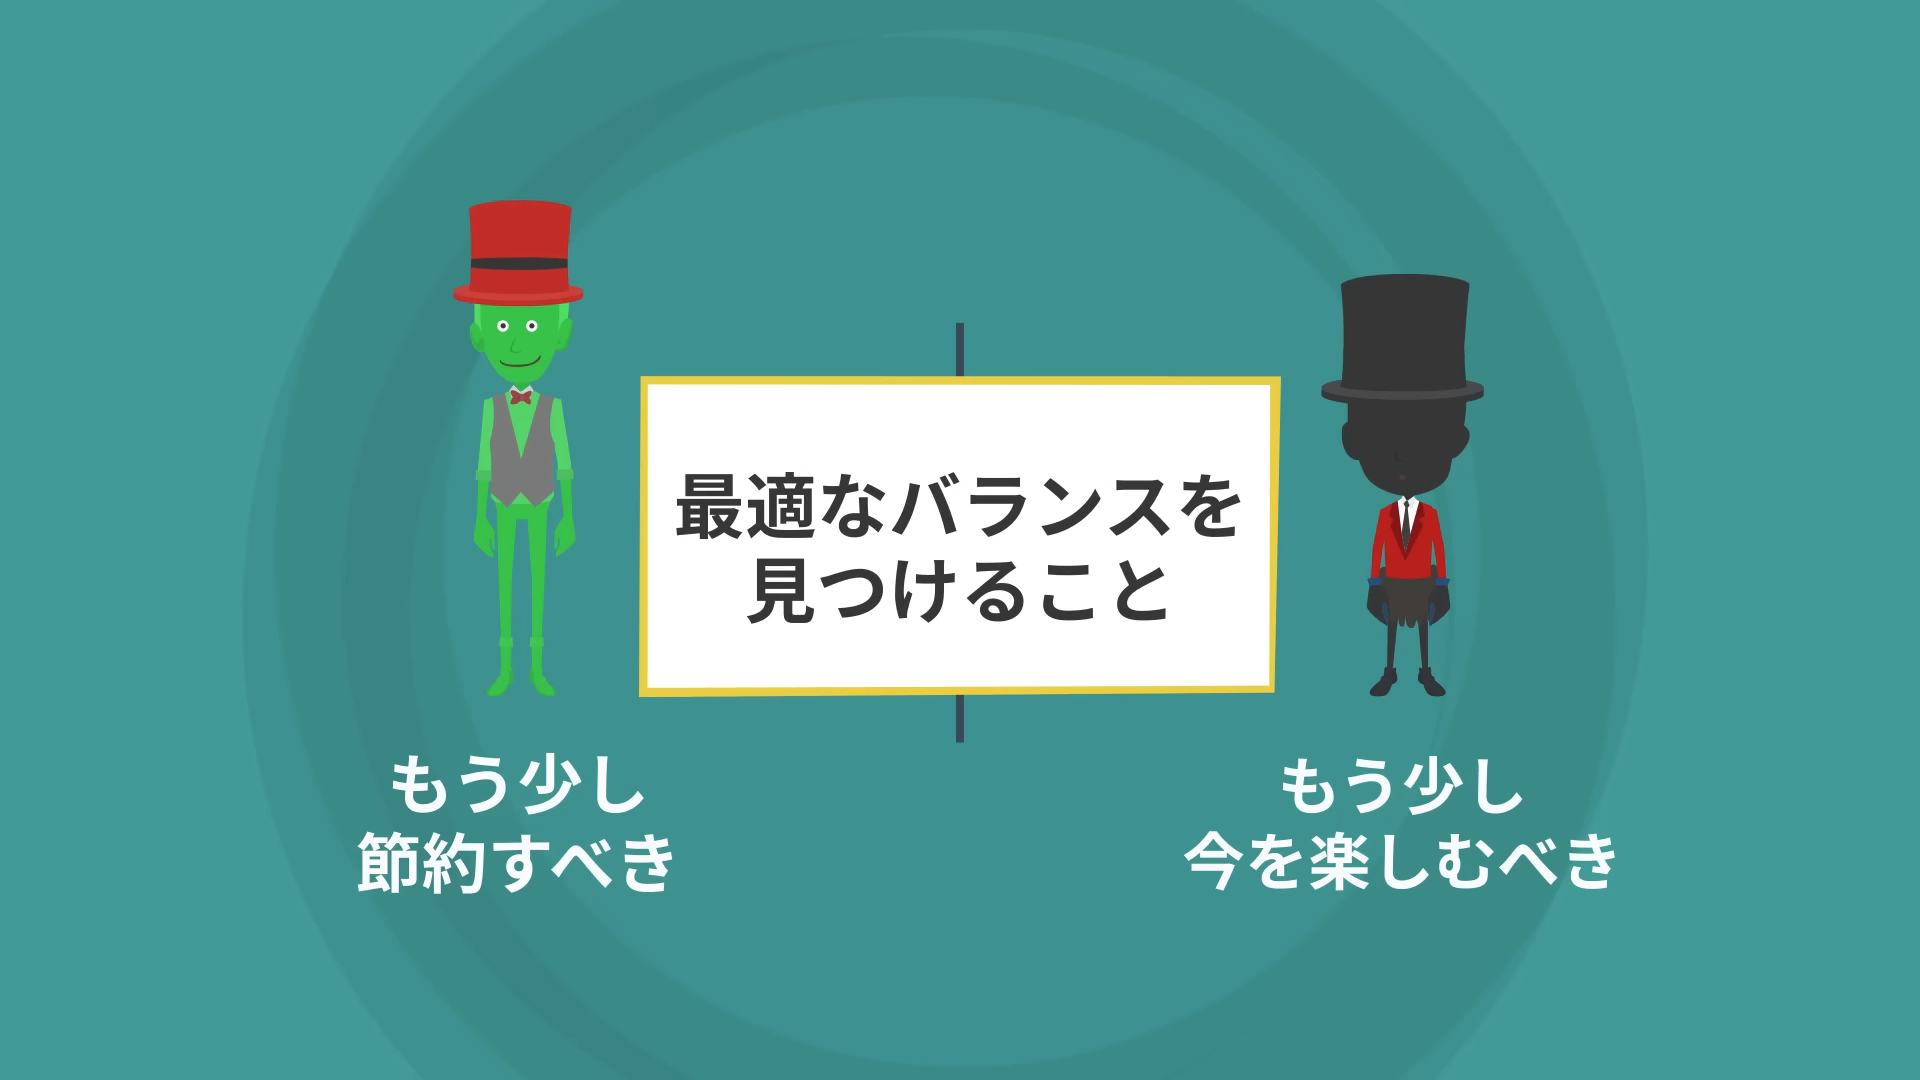 最適なバランスを
見つけること
もう少し
節約すべき
もう少し
今を楽しむべき